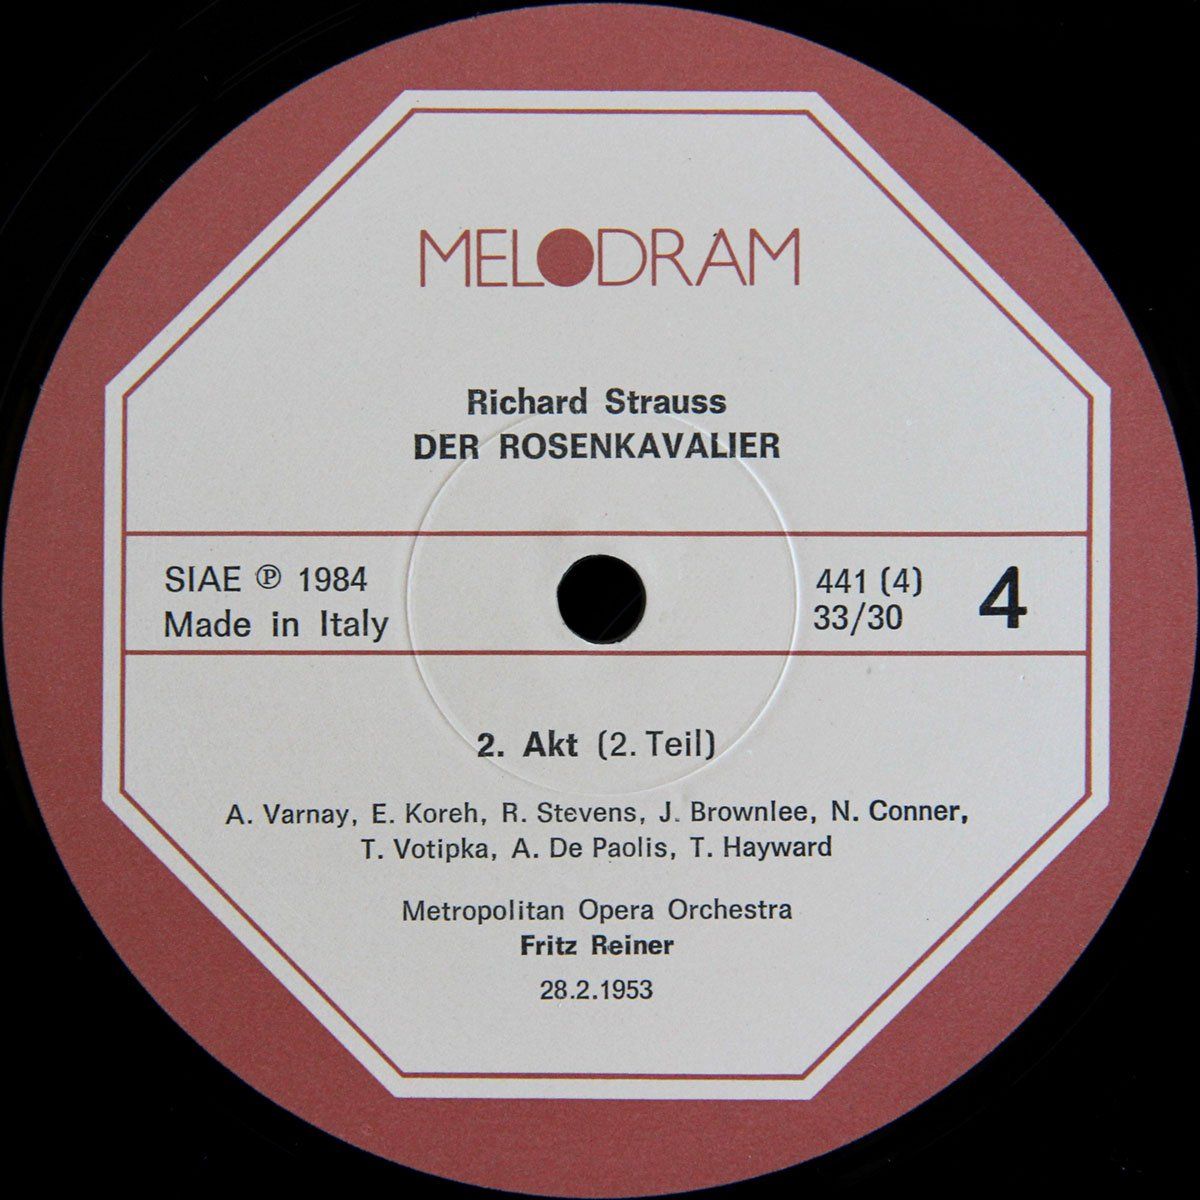 MELODRAM
Richard Strauss
DER ROSENKAVALIER
SIAE ℗ 1984
Made in Italy
441 (4)
33/30
4
2. Akt (2. Teil)
A. Varnay, E. Koreh, R. Stevens, J. Brownlee, N. Conner,
T. Votipka, A. De Paolis, T. Hayward
Metropolitan Opera Orchestra
Fritz Reiner
28.2.1953